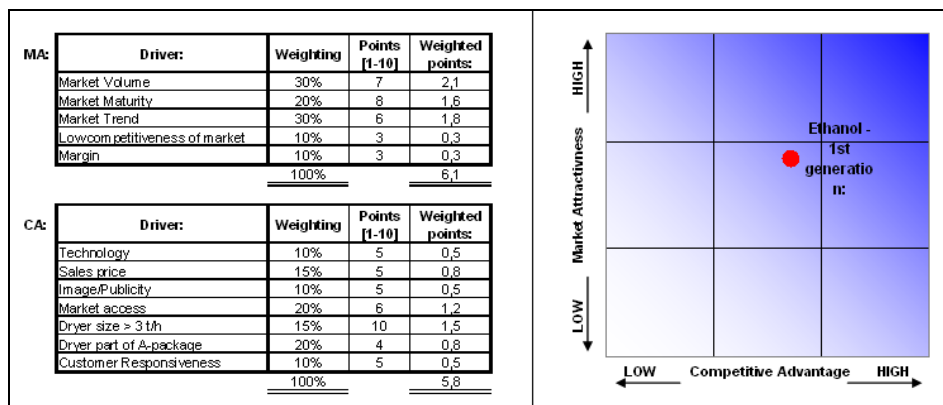 MA: Driver: Weighting Points [1-10] Weighted points:
Market Volume 30% 7 2,1
Market Maturity 20% 8 1,6
Market Trend 30% 6 1,8
Lowcompetitiveness of market 10% 3 0,3
Margin 10% 3 0,3
100% 6,1
CA: Driver: Weighting Points [1-10] Weighted points:
Technology 10% 5 0,5
Sales price 15% 5 0,8
Image/Publicity 10% 5 0,5
Market access 20% 6 1,2
Dryer size > 3 t/h 15% 10 1,5
Dryer part of A-package 20% 4 0,8
Customer Responsiveness 10% 5 0,5
100% 5,8
HIGH
Market Attractivness
LOW
Ethanol -
1st
generatio
n:
LOW Competitive Advantage HIGH